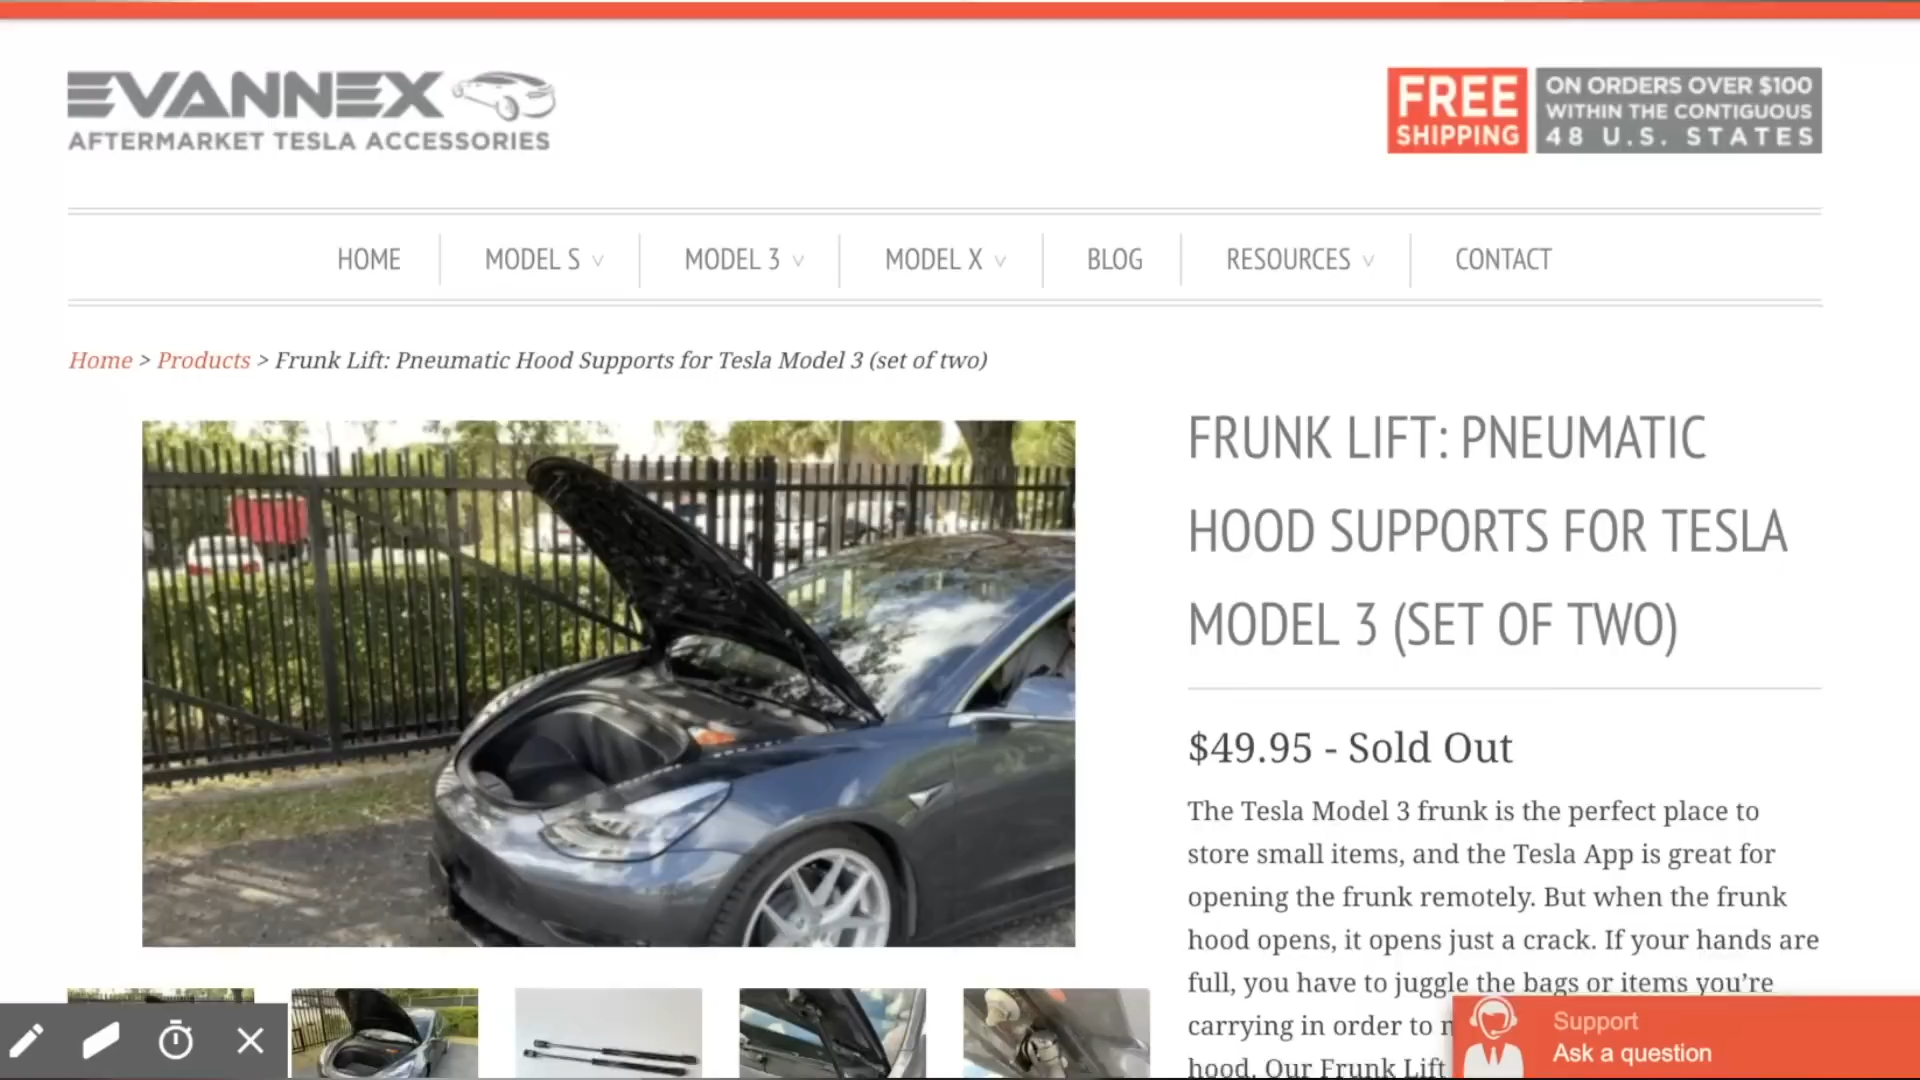 EVANNEX
AFTERMARKET TESLA ACCESSORIES
FREE
SHIPPING
ON ORDERS OVER $100
WITHIN THE CONTIGUOUS
48 U.S. STATES
HOME
MODEL S
MODEL 3
MODEL X
BLOG
RESOURCES
CONTACT
Home > Products > Frunk Lift: Pneumatic Hood Supports for Tesla Model 3 (set of two)
FRUNK LIFT: PNEUMATIC
HOOD SUPPORTS FOR TESLA
MODEL 3 (SET OF TWO)
$49.95 - Sold Out
The Tesla Model 3 frunk is the perfect place to
store small items, and the Tesla App is great for
opening the frunk remotely. But when the frunk
hood opens, it opens just a crack. If your hands are
full, you have to juggle the bags or items you’re
carrying in order to
hood. Our Frunk Lift
Support
Ask a question